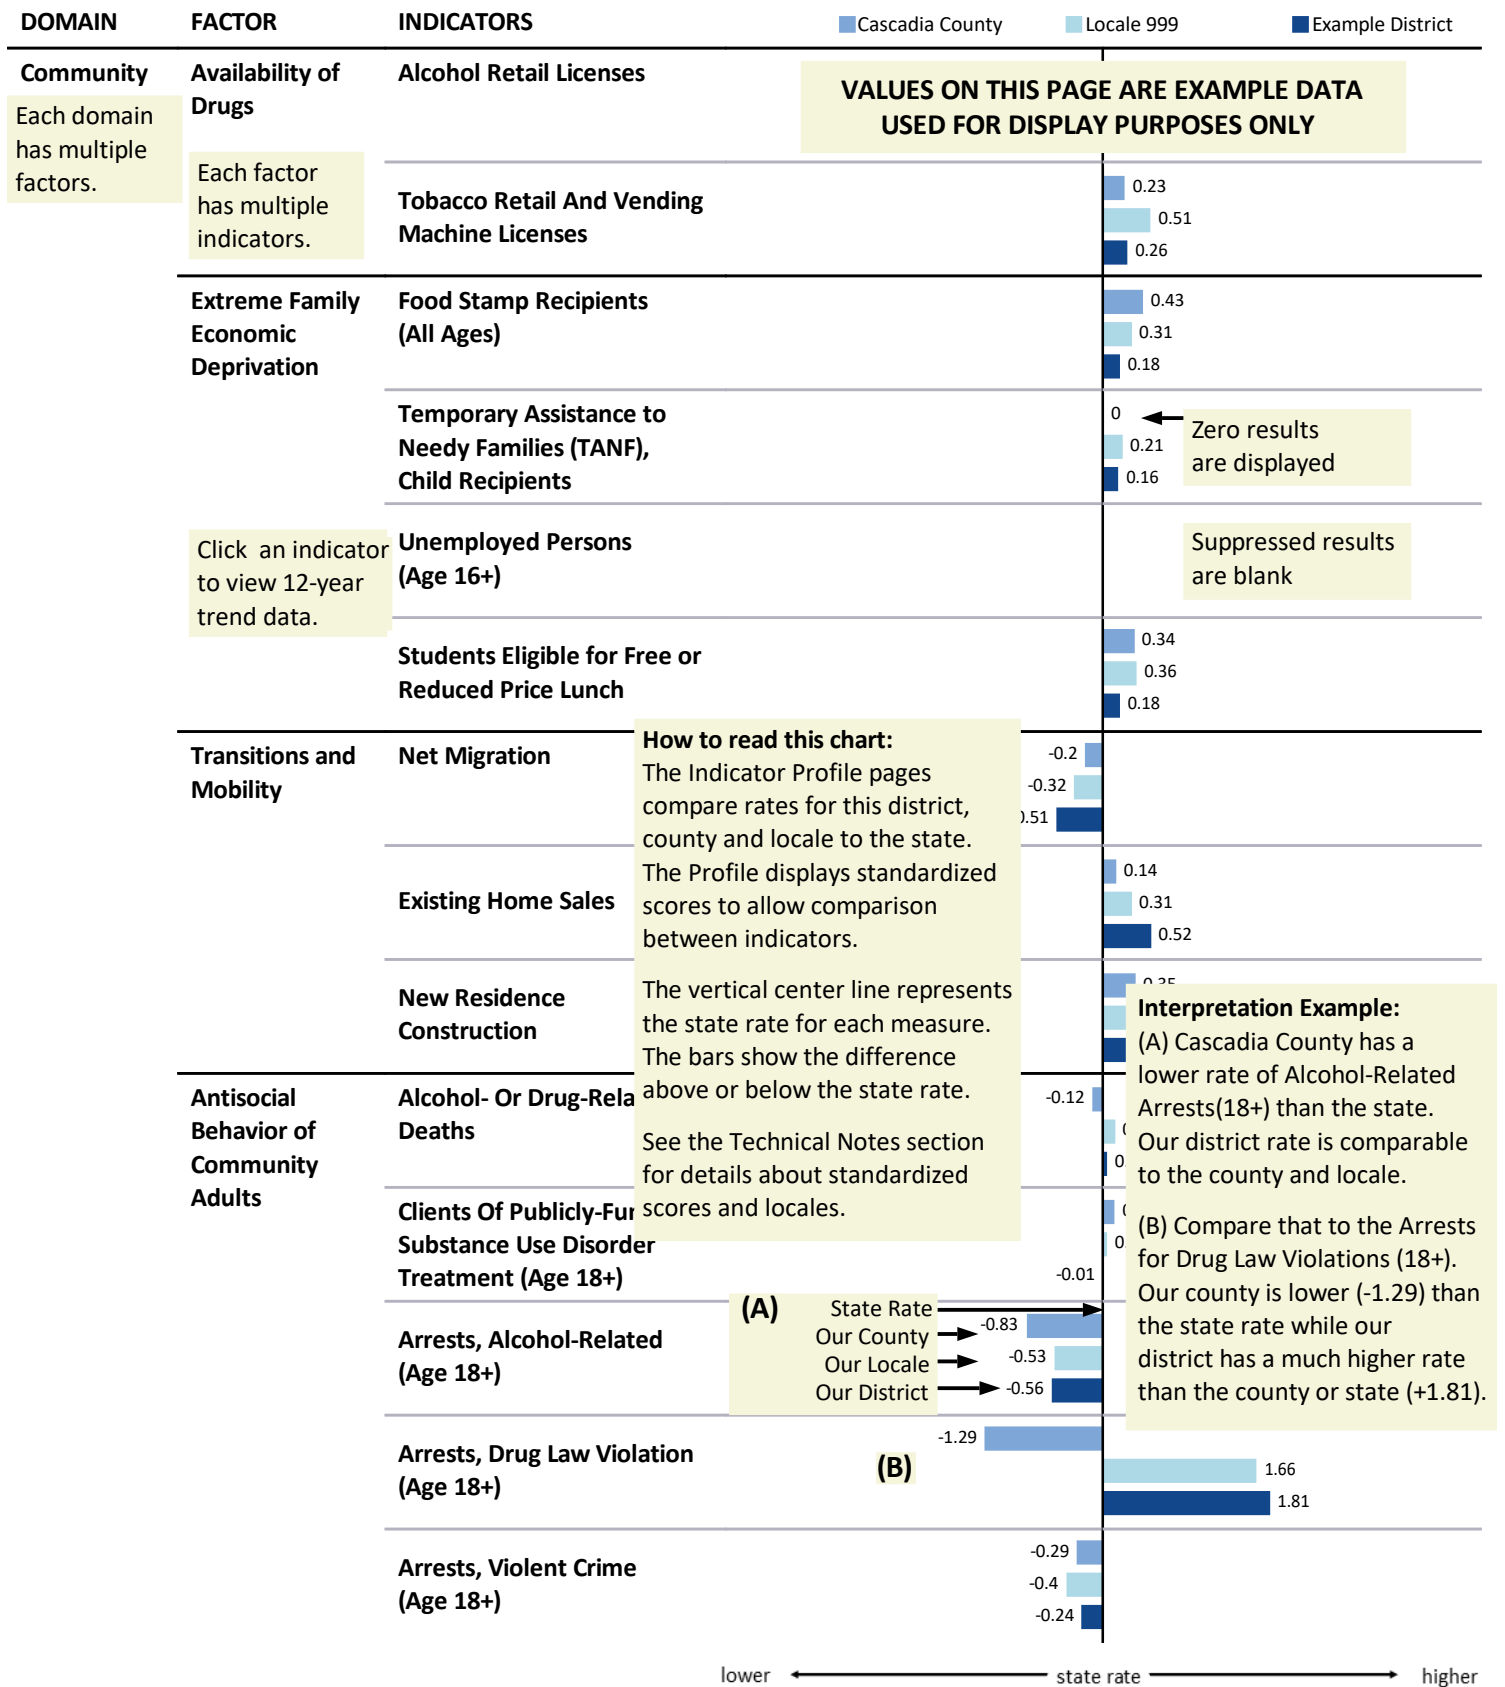 DOMAIN FACTOR INDICATORS Cascadia County Locale 999 Example District
Community
Each domain
has multiple
factors.
Availability of
Drugs
Each factor
has multiple
indicators.
Alcohol Retail Licenses
VALUES ON THIS PAGE ARE EXAMPLE DATA
USED FOR DISPLAY PURPOSES ONLY
Tobacco Retail And Vending
Machine Licenses
0.23
0.51
0.26
Extreme Family
Economic
Deprivation
Food Stamp Recipients
(All Ages)
0.43
0.31
0.18
Temporary Assistance to
Needy Families (TANF),
Child Recipients
0
0.21
0.16
Zero results
are displayed
Click an indicator
to view 12-year
trend data.
Unemployed Persons
(Age 16+)
Suppressed results
are blank
Students Eligible for Free or
Reduced Price Lunch
0.34
0.36
0.18
Transitions and
Mobility
Net Migration
-0.2
-0.32
0.51
How to read this chart:
The Indicator Profile pages
compare rates for this district,
county and locale to the state.
The Profile displays standardized
scores to allow comparison
between indicators.
The vertical center line represents
the state rate for each measure.
The bars show the difference
above or below the state rate.
See the Technical Notes section
for details about standardized
scores and locales.
Existing Home Sales
0.14
0.31
0.52
New Residence
Construction
Interpretation Example:
(A) Cascadia County has a
lower rate of Alcohol-Related
Arrests(18+) than the state.
Our district rate is comparable
to the county and locale.
(B) Compare that to the Arrests
for Drug Law Violations (18+).
Our county is lower (-1.29) than
the state rate while our
district has a much higher rate
than the county or state (+1.81).
Antisocial
Behavior of
Community
Adults
Alcohol- Or Drug-Rela
Deaths
-0.12
Clients Of Publicly-Fu
Substance Use Disorder
Treatment (Age 18+)
-0.01
Arrests, Alcohol-Related
(Age 18+)
(A) State Rate
Our County -0.83
Our Locale -0.53
Our District -0.56
Arrests, Drug Law Violation
(Age 18+)
-1.29
(B)
1.66
1.81
Arrests, Violent Crime
(Age 18+)
-0.29
-0.4
-0.24
lower state rate higher